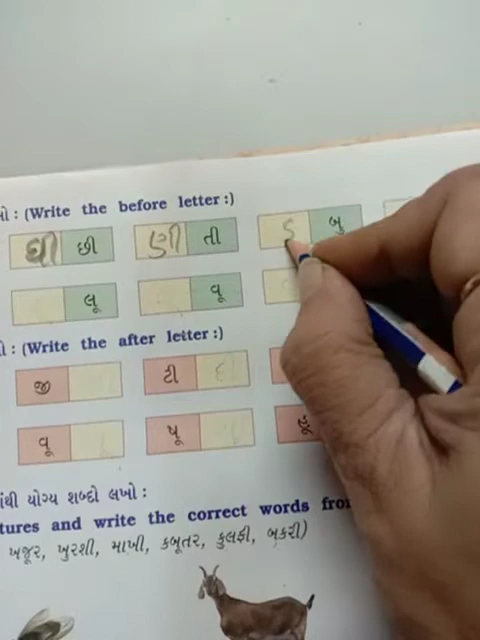 ખો : (Write the before letter:)
ઘી છી ણી તી બુ
લૂ વૂ
ખો : (Write the after letter:)
જી ટી
વૂ ષૂ હૂ
માંથી યોગ્ય શબ્દો લખો :
tures and write the correct words from
ખજૂર, ખુરશી, માખી, કબૂતર, કુલફી, બકરી)